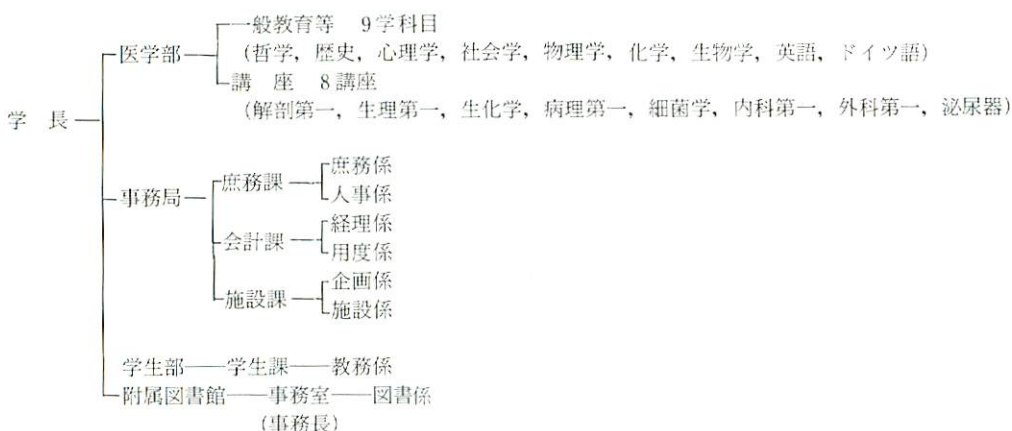 一般教育等 9学科目
医学部
(哲学, 歴史, 心理学, 社会学, 物理学, 化学, 生物学, 英語, ドイツ語)
講 座 8講座
学 長
(解剖第一, 生理第一, 生化学, 病理第一, 細菌学, 内科第一, 外科第一, 泌尿器)
庶務係
庶務課
事務局
人事係
経理係
会計課
用度係
企画係
施設課
施設係
学生部――学生課――教務係
附属図書館――事務室――図書係
(事務長)